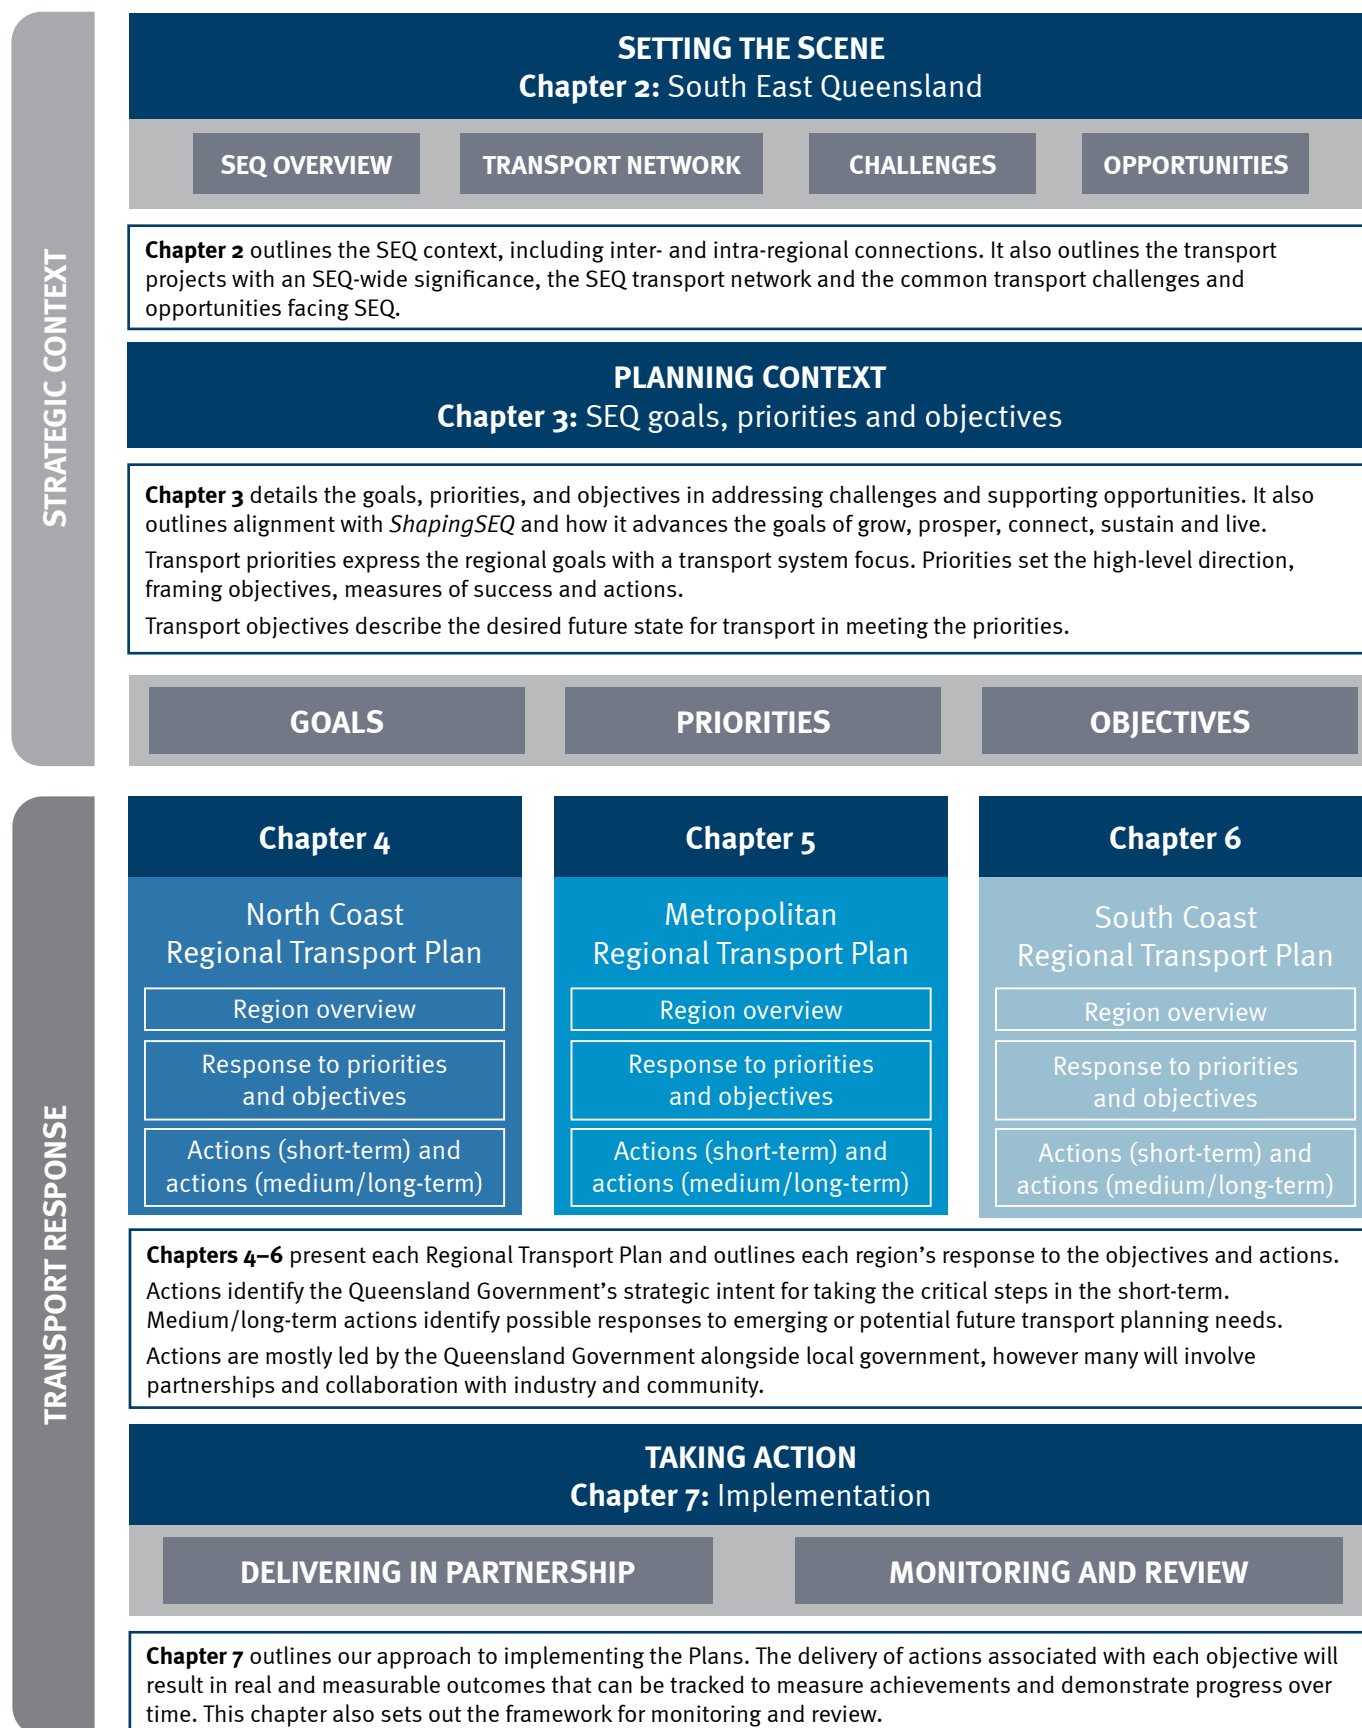 STRATEGIC CONTEXT
SETTING THE SCENE
Chapter 2: South East Queensland
SEQ OVERVIEW
TRANSPORT NETWORK
CHALLENGES
OPPORTUNITIES
Chapter 2 outlines the SEQ context, including inter- and intra-regional connections. It also outlines the transport
projects with an SEQ-wide significance, the SEQ transport network and the common transport challenges and
opportunities facing SEQ.
PLANNING CONTEXT
Chapter 3: SEQ goals, priorities and objectives
Chapter 3 details the goals, priorities, and objectives in addressing challenges and supporting opportunities. It also
outlines alignment with ShapingSEQ and how it advances the goals of grow, prosper, connect, sustain and live.
Transport priorities express the regional goals with a transport system focus. Priorities set the high-level direction,
framing objectives, measures of success and actions.
Transport objectives describe the desired future state for transport in meeting the priorities.
GOALS
PRIORITIES
OBJECTIVES
TRANSPORT RESPONSE
Chapter 4
North Coast
Regional Transport Plan
Region overview
Response to priorities
and objectives
Actions (short-term) and
actions (medium/long-term)
Chapter 5
Metropolitan
Regional Transport Plan
Region overview
Response to priorities
and objectives
Actions (short-term) and
actions (medium/long-term)
Chapter 6
South Coast
Regional Transport Plan
Region overview
Response to priorities
and objectives
Actions (short-term) and
actions (medium/long-term)
Chapters 4–6 present each Regional Transport Plan and outlines each region’s response to the objectives and actions.
Actions identify the Queensland Government’s strategic intent for taking the critical steps in the short-term.
Medium/long-term actions identify possible responses to emerging or potential future transport planning needs.
Actions are mostly led by the Queensland Government alongside local government, however many will involve
partnerships and collaboration with industry and community.
TAKING ACTION
Chapter 7: Implementation
DELIVERING IN PARTNERSHIP
MONITORING AND REVIEW
Chapter 7 outlines our approach to implementing the Plans. The delivery of actions associated with each objective will
result in real and measurable outcomes that can be tracked to measure achievements and demonstrate progress over
time. This chapter also sets out the framework for monitoring and review.